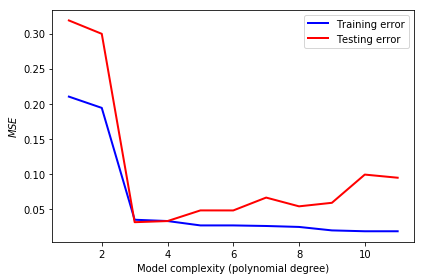 Training error
Testing error
0.30
0.25
0.20
0.15
0.10
0.05
MSE
2 4 6 8 10
Model complexity (polynomial degree)